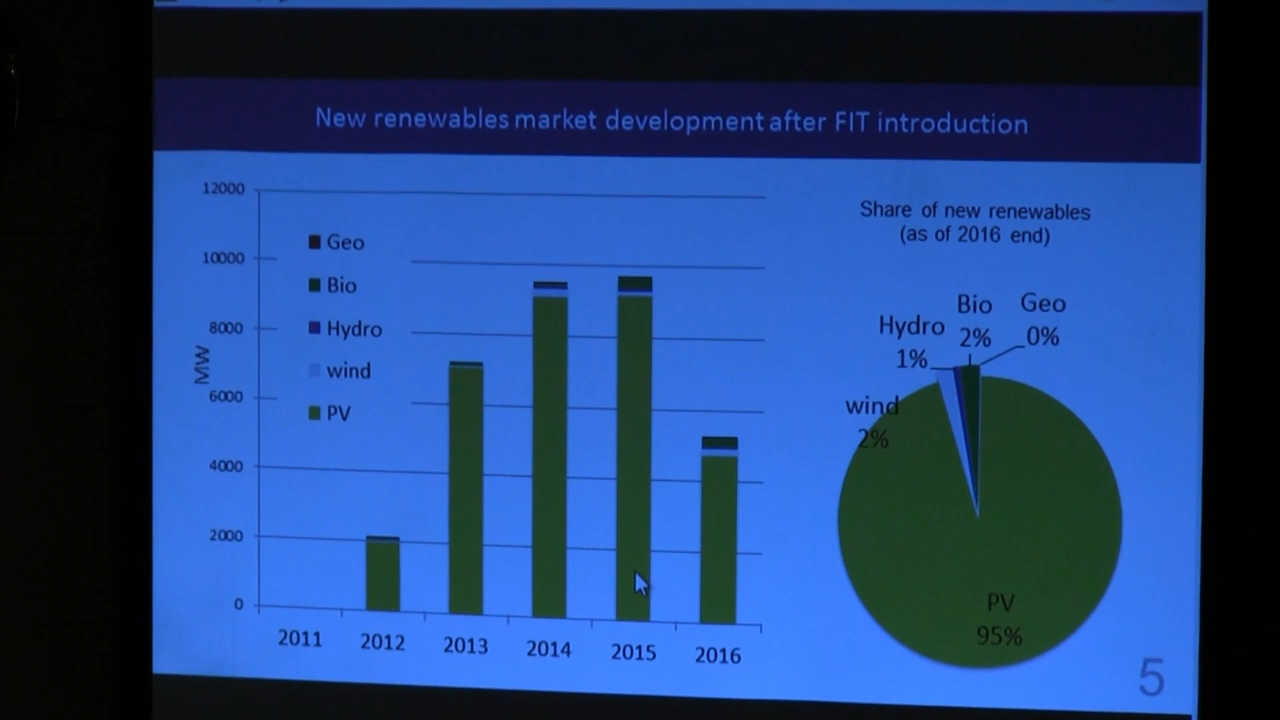 New renewables market development after FIT introduction
12000
10000
8000
6000
4000
2000
0
MW
Geo
Bio
Hydro
wind
PV
2011
2012
2013
2014
2015
2016
Share of new renewables
(as of 2016 end)
Hydro
1%
Bio
2%
Geo
0%
wind
2%
PV
95%
5